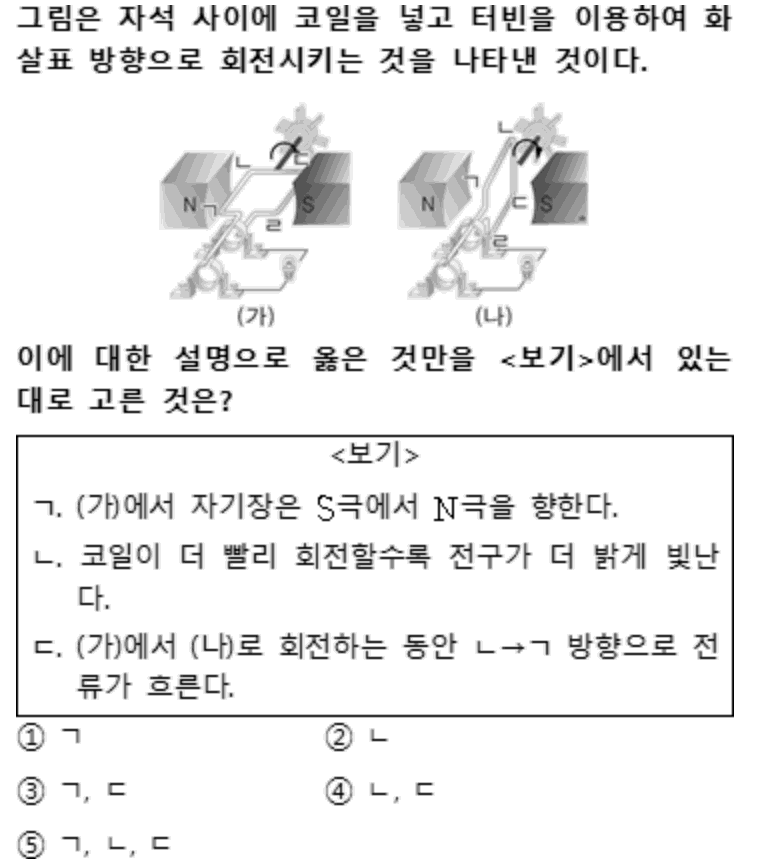 그림은 자석 사이에 코일을 넣고 터빈을 이용하여 화
살표 방향으로 회전시키는 것을 나타낸 것이다.
ㄴ ㄷ
N ㄱ S
ㄹ
(가)
ㄴ
ㄱ
N ㄷ S
ㄹ
(나)
이에 대한 설명으로 옳은 것만을 <보기>에서 있는
대로 고른 것은?
<보기>
ㄱ. (가)에서 자기장은 S극에서 N극을 향한다.
ㄴ. 코일이 더 빨리 회전할수록 전구가 더 밝게 빛난
다.
ㄷ. (가)에서 (나)로 회전하는 동안 ㄴ→ㄱ 방향으로 전
류가 흐른다.
① ㄱ ② ㄴ
③ ㄱ, ㄷ ④ ㄴ, ㄷ
⑤ ㄱ, ㄴ, ㄷ